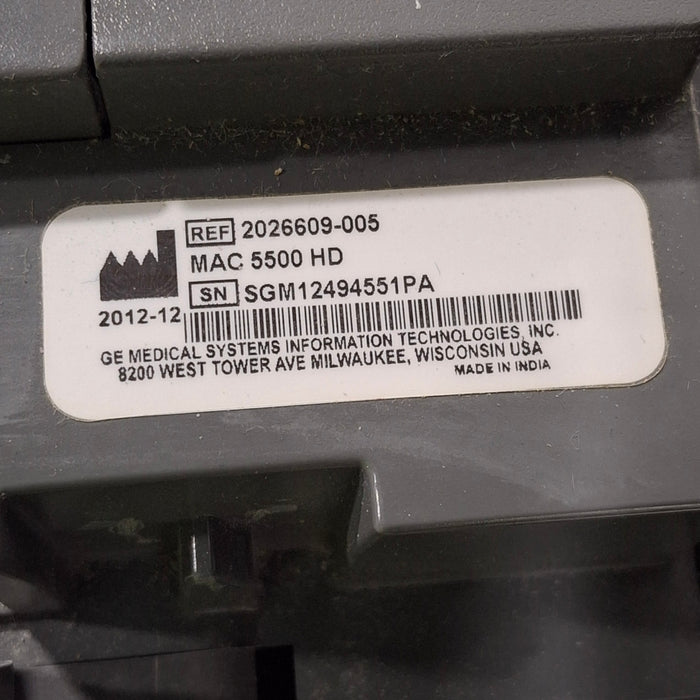 REF 2026609-005
MAC 5500 HD
SN SGM12494551PA
2012-12
GE MEDICAL SYSTEMS INFORMATION TECHNOLOGIES, INC.
8200 WEST TOWER AVE MILWAUKEE, WISCONSIN USA
MADE IN INDIA